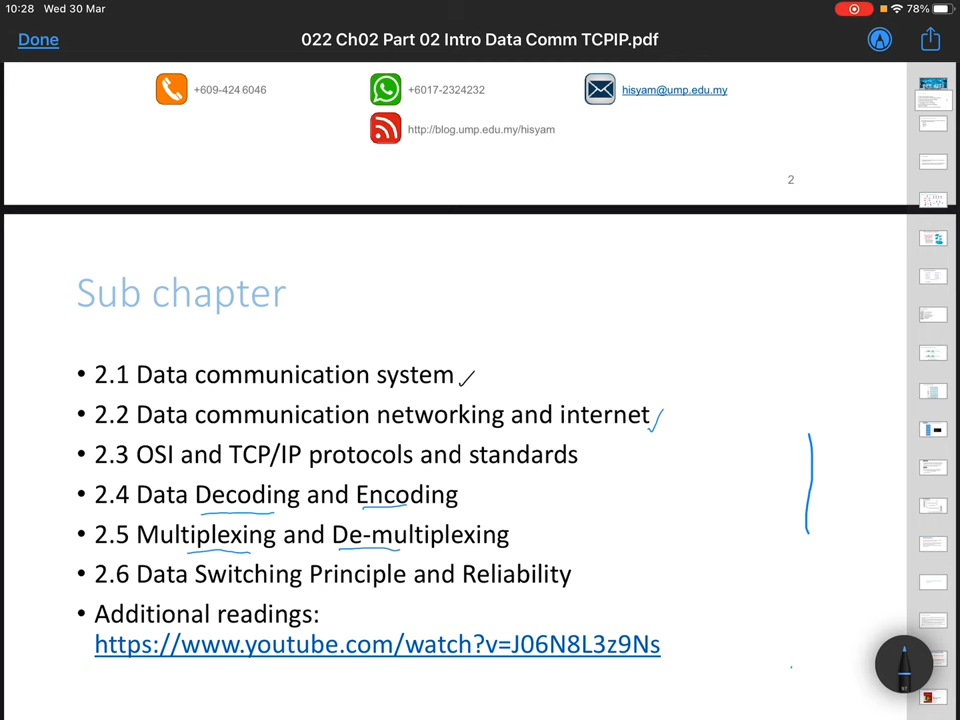 10:28 Wed 30 Mar
78%
Done
022 Ch02 Part 02 Intro Data Comm TCPIP.pdf
+609-424 6046
+6017-2324232
hisyam@ump.edu.my
http://blog.ump.edu.my/hisyam
2
Sub chapter
• 2.1 Data communication system
• 2.2 Data communication networking and internet
• 2.3 OSI and TCP/IP protocols and standards
• 2.4 Data Decoding and Encoding
• 2.5 Multiplexing and De-multiplexing
• 2.6 Data Switching Principle and Reliability
• Additional readings:
https://www.youtube.com/watch?v=J06N8L3z9Ns